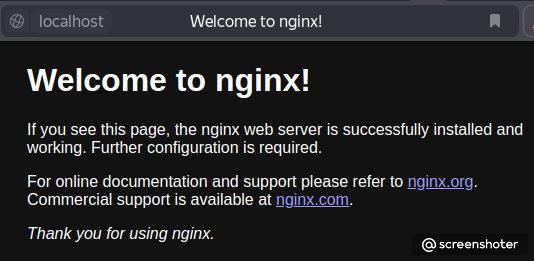 localhost
Welcome to nginx!
Welcome to nginx!
If you see this page, the nginx web server is successfully installed and
working. Further configuration is required.
For online documentation and support please refer to nginx.org.
Commercial support is available at nginx.com.
Thank you for using nginx.
@screenshoter